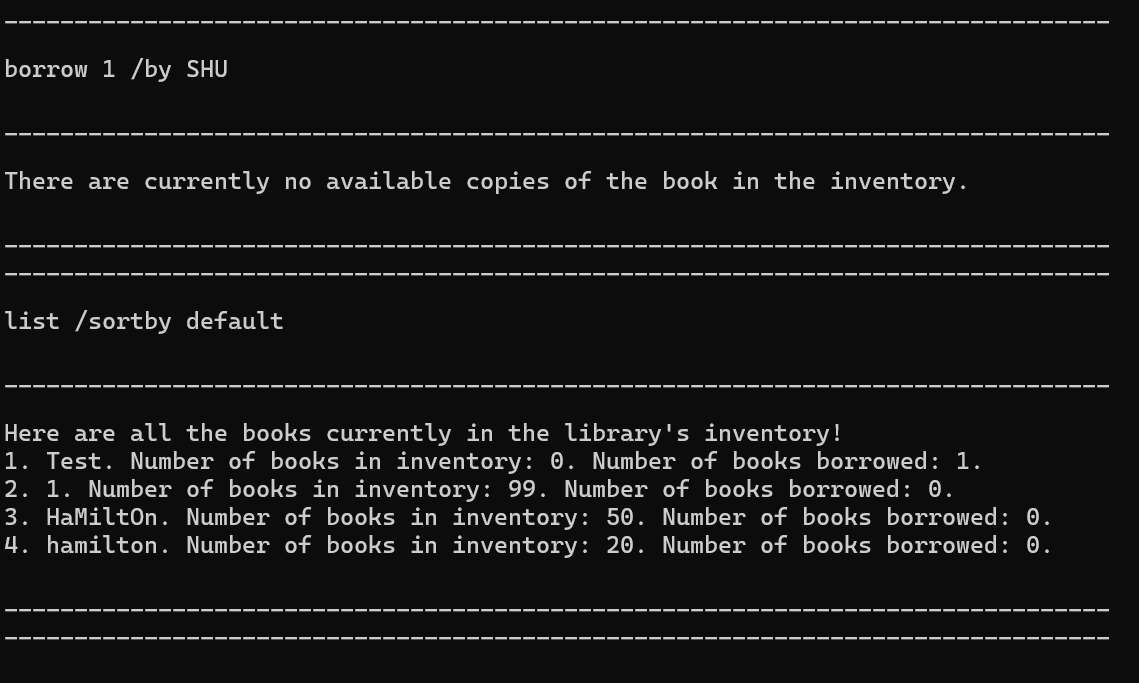 --------------------------------------------------------------------------------
borrow 1 /by SHU
--------------------------------------------------------------------------------
There are currently no available copies of the book in the inventory.
--------------------------------------------------------------------------------
--------------------------------------------------------------------------------
list /sortby default
--------------------------------------------------------------------------------
Here are all the books currently in the library's inventory!
1. Test. Number of books in inventory: 0. Number of books borrowed: 1.
2. 1. Number of books in inventory: 99. Number of books borrowed: 0.
3. HaMiltOn. Number of books in inventory: 50. Number of books borrowed: 0.
4. hamilton. Number of books in inventory: 20. Number of books borrowed: 0.
--------------------------------------------------------------------------------
--------------------------------------------------------------------------------